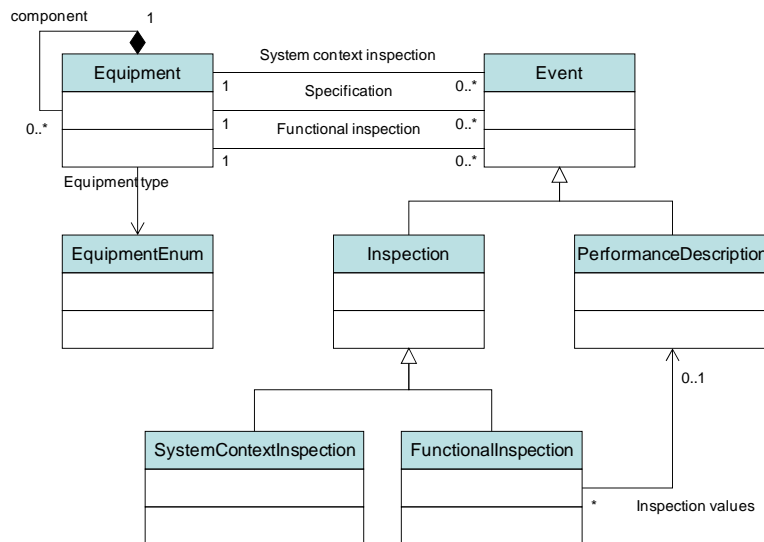 component
1
System context inspection
Equipment
Event
1
0..*
Specification
0..*
1
0..*
Functional inspection
1
0..*
Equipment type
EquipmentEnum
Inspection
PerformanceDescription
0..1
SystemContextInspection
FunctionalInspection
*
Inspection values